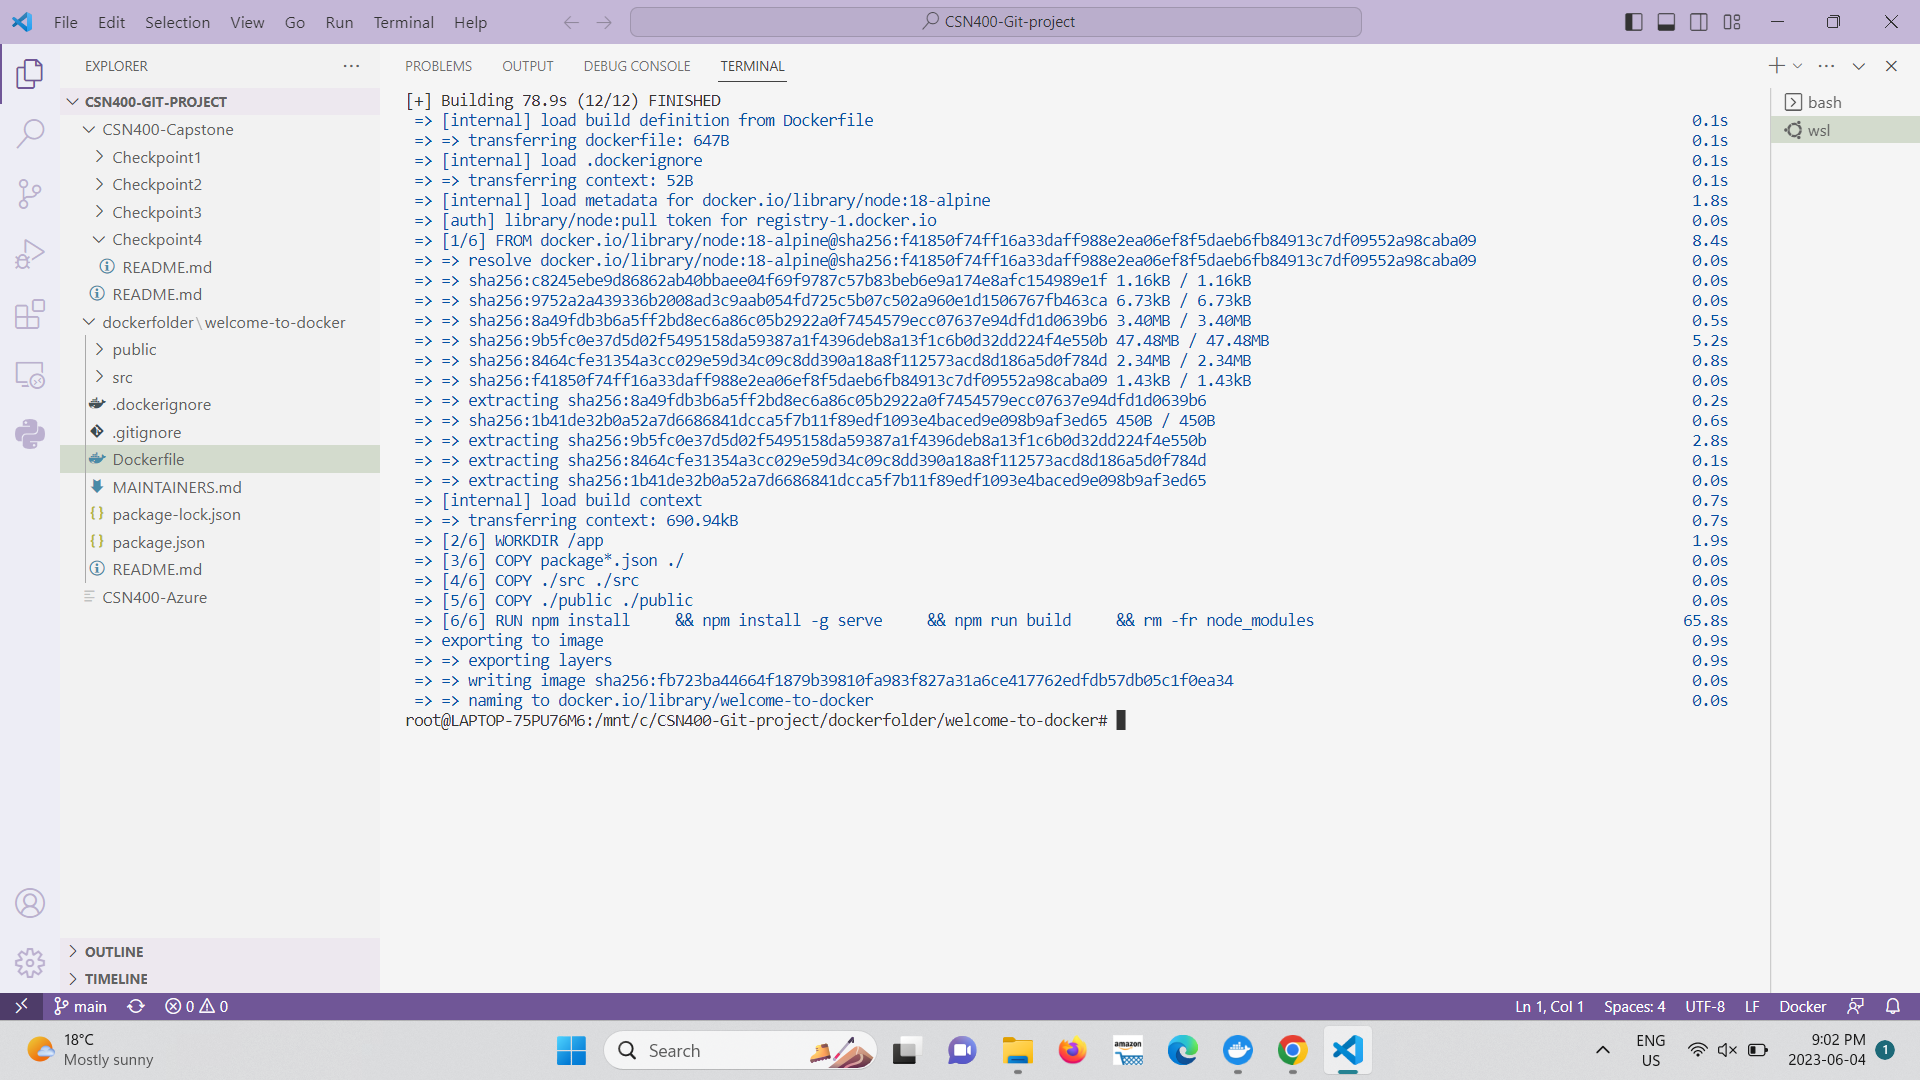 File Edit Selection View Go Run Terminal Help
CSN400-Git-project
EXPLORER
CSN400-GIT-PROJECT
CSN400-Capstone
Checkpoint1
Checkpoint2
Checkpoint3
Checkpoint4
README.md
README.md
dockerfolder\welcome-to-docker
public
src
.dockerignore
.gitignore
Dockerfile
MAINTAINERS.md
package-lock.json
package.json
README.md
CSN400-Azure
OUTLINE
TIMELINE
PROBLEMS OUTPUT DEBUG CONSOLE TERMINAL
[+] Building 78.9s (12/12) FINISHED
=> [internal] load build definition from Dockerfile 0.1s
=> => transferring dockerfile: 647B 0.1s
=> [internal] load .dockerignore 0.1s
=> => transferring context: 52B 0.1s
=> [internal] load metadata for docker.io/library/node:18-alpine 1.8s
=> [auth] library/node:pull token for registry-1.docker.io 0.0s
=> [1/6] FROM docker.io/library/node:18-alpine@sha256:f41850f74ff16a33daff988e2ea06ef8f5daeb6fb84913c7df09552a98caba09 8.4s
=> => resolve docker.io/library/node:18-alpine@sha256:f41850f74ff16a33daff988e2ea06ef8f5daeb6fb84913c7df09552a98caba09 0.0s
=> => sha256:c8245ebe9d86862ab40bbaee04f69f9787c57b83beb6e9a174e8afc154989e1f 1.16kB / 1.16kB 0.0s
=> => sha256:9752a2a439336b2008ad3c9aab054fd725c5b07c502a960e1d1506767fb463ca 6.73kB / 6.73kB 0.0s
=> => sha256:8a49fdb3b6a5ff2bd8ec6a86c05b2922a0f7454579ecc07637e94dfd1d0639b6 3.40MB / 3.40MB 0.5s
=> => sha256:9b5fc0e37d5d02f5495158da59387a1f4396deb8a13f1c6b0d32dd224f4e550b 47.48MB / 47.48MB 5.2s
=> => sha256:8464cfe31354a3cc029e59d34c09c8dd390a18a8f112573acd8d186a5d0f784d 2.34MB / 2.34MB 0.8s
=> => sha256:f41850f74ff16a33daff988e2ea06ef8f5daeb6fb84913c7df09552a98caba09 1.43kB / 1.43kB 0.0s
=> => extracting sha256:8a49fdb3b6a5ff2bd8ec6a86c05b2922a0f7454579ecc07637e94dfd1d0639b6 0.2s
=> => sha256:1b41de32b0a52a7d6686841dcca5f7b11f89edf1093e4baced9e098b9af3ed65 450B / 450B 0.6s
=> => extracting sha256:9b5fc0e37d5d02f5495158da59387a1f4396deb8a13f1c6b0d32dd224f4e550b 2.8s
=> => extracting sha256:8464cfe31354a3cc029e59d34c09c8dd390a18a8f112573acd8d186a5d0f784d 0.1s
=> => extracting sha256:1b41de32b0a52a7d6686841dcca5f7b11f89edf1093e4baced9e098b9af3ed65 0.0s
=> [internal] load build context 0.7s
=> => transferring context: 690.94kB 0.7s
=> [2/6] WORKDIR /app 1.9s
=> [3/6] COPY package*.json ./ 0.0s
=> [4/6] COPY ./src ./src 0.0s
=> [5/6] COPY ./public ./public 0.0s
=> [6/6] RUN npm install     && npm install -g serve     && npm run build     && rm -fr node_modules 65.8s
=> exporting to image 0.9s
=> => exporting layers 0.9s
=> => writing image sha256:fb723ba44664f1879b39810fa983f827a31a6ce417762edfdb57db05c1f0ea34 0.0s
=> => naming to docker.io/library/welcome-to-docker 0.0s
root@LAPTOP-75PU76M6:/mnt/c/CSN400-Git-project/dockerfolder/welcome-to-docker#
bash
wsl
main 0 0 Ln 1, Col 1 Spaces: 4 UTF-8 LF Docker
18°C
Mostly sunny
Search
amazon
ENG
US
9:02 PM
2023-06-04
1